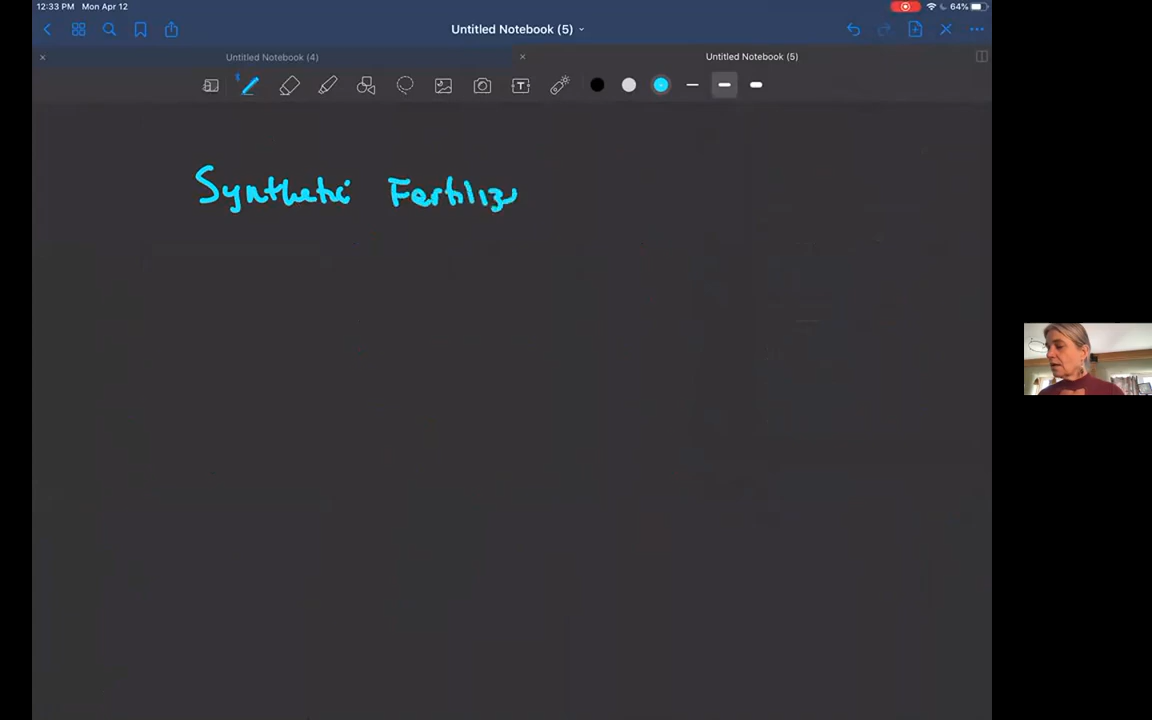 12:33 PM Mon Apr 12 64%
Untitled Notebook (5)
Untitled Notebook (4) Untitled Notebook (5)
T
Synthetic Fertiliz